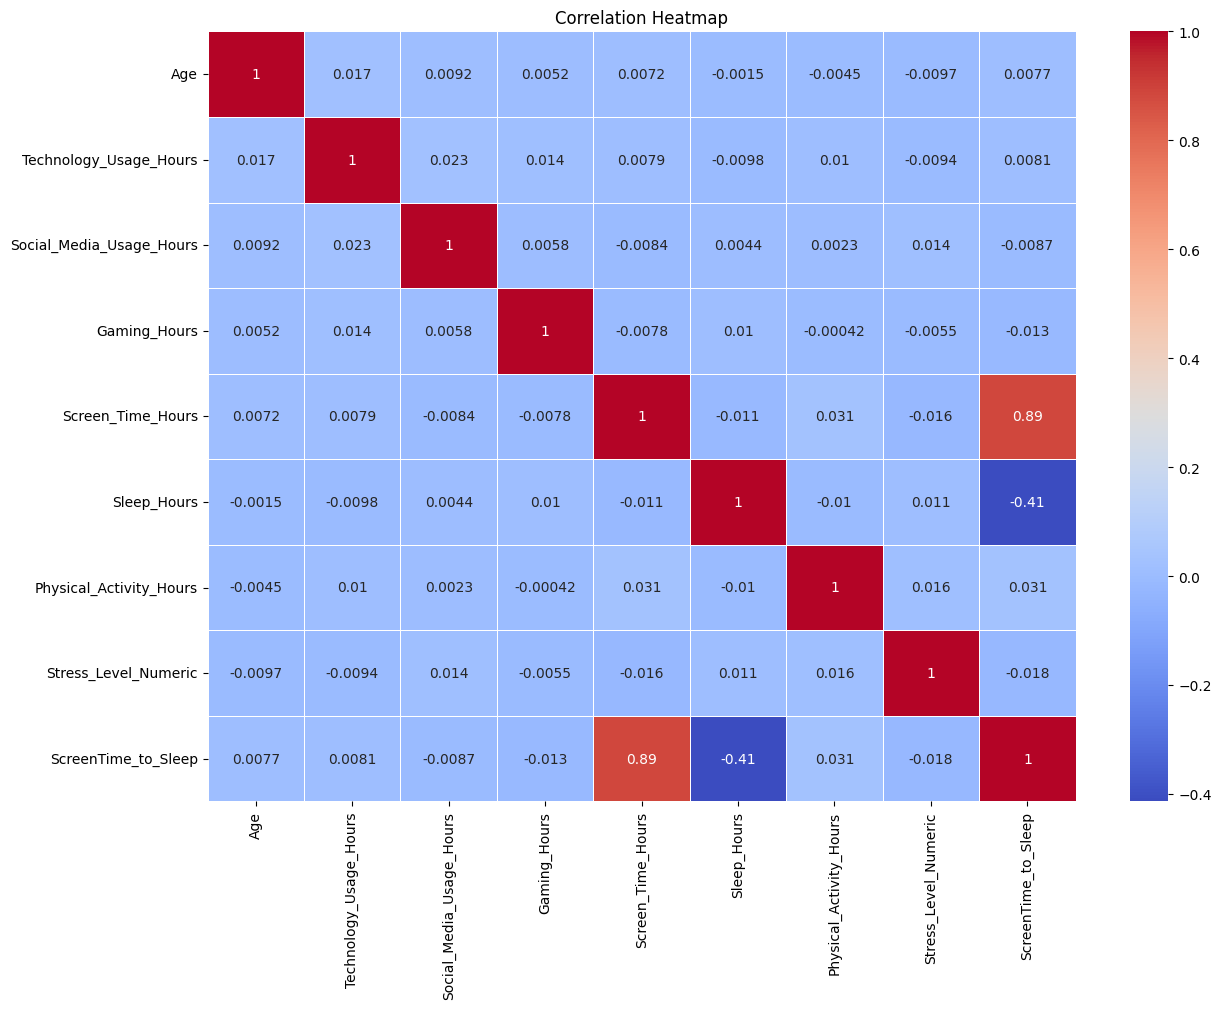 Correlation Heatmap
Age 1 0.017 0.0092 0.0052 0.0072 -0.0015 -0.0045 -0.0097 0.0077
Technology_Usage_Hours 0.017 1 0.023 0.014 0.0079 -0.0098 0.01 -0.0094 0.0081
Social_Media_Usage_Hours 0.0092 0.023 1 0.0058 -0.0084 0.0044 0.0023 0.014 -0.0087
Gaming_Hours 0.0052 0.014 0.0058 1 -0.0078 0.01 -0.00042 -0.0055 -0.013
Screen_Time_Hours 0.0072 0.0079 -0.0084 -0.0078 1 -0.011 0.031 -0.016 0.89
Sleep_Hours -0.0015 -0.0098 0.0044 0.01 -0.011 1 -0.01 0.011 -0.41
Physical_Activity_Hours -0.0045 0.01 0.0023 -0.00042 0.031 -0.01 1 0.016 0.031
Stress_Level_Numeric -0.0097 -0.0094 0.014 -0.0055 -0.016 0.011 0.016 1 -0.018
ScreenTime_to_Sleep 0.0077 0.0081 -0.0087 -0.013 0.89 -0.41 0.031 -0.018 1
Age
Technology_Usage_Hours
Social_Media_Usage_Hours
Gaming_Hours
Screen_Time_Hours
Sleep_Hours
Physical_Activity_Hours
Stress_Level_Numeric
ScreenTime_to_Sleep
1.0
0.8
0.6
0.4
0.2
0.0
−0.2
−0.4